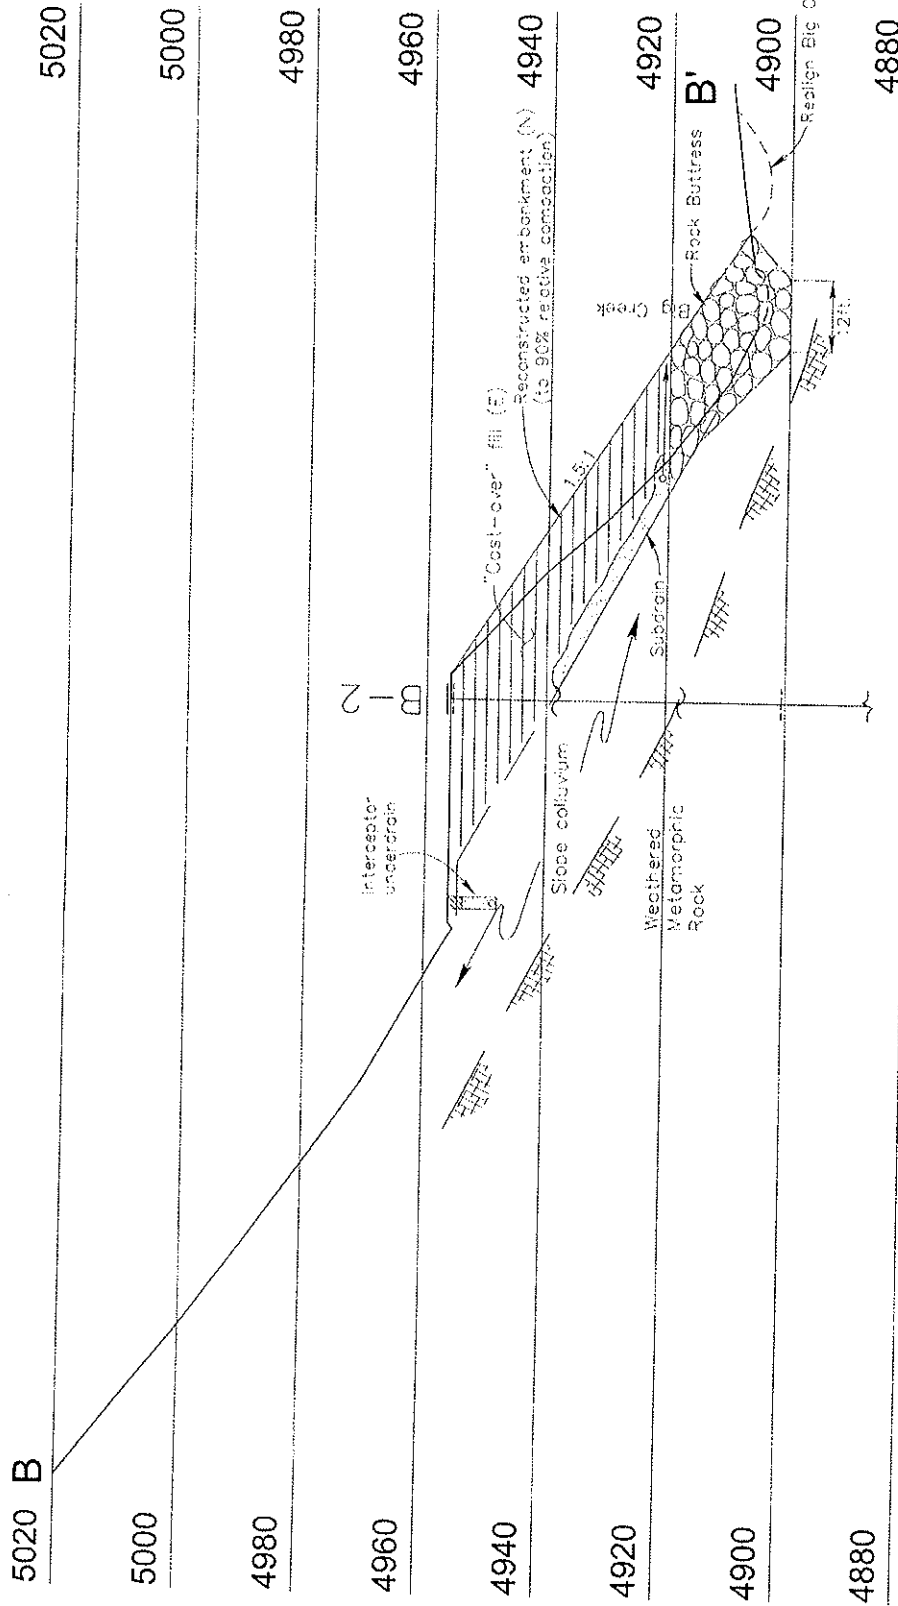 5020 B
5000
4980
4960
4940
4920
4900
4880
Interceptor
underdrain
B-2
"Cast-over" fill (E)
Reconstructed embankment (N)
(to 90% relative compaction)
1.5:1
Slope colluvium
Weathered
Metamorphic
Rock
Subdrain
Big
Creek
Rock Buttress
12ft.
B'
Realign Big
5020
5000
4980
4960
4940
4920
4900
4880